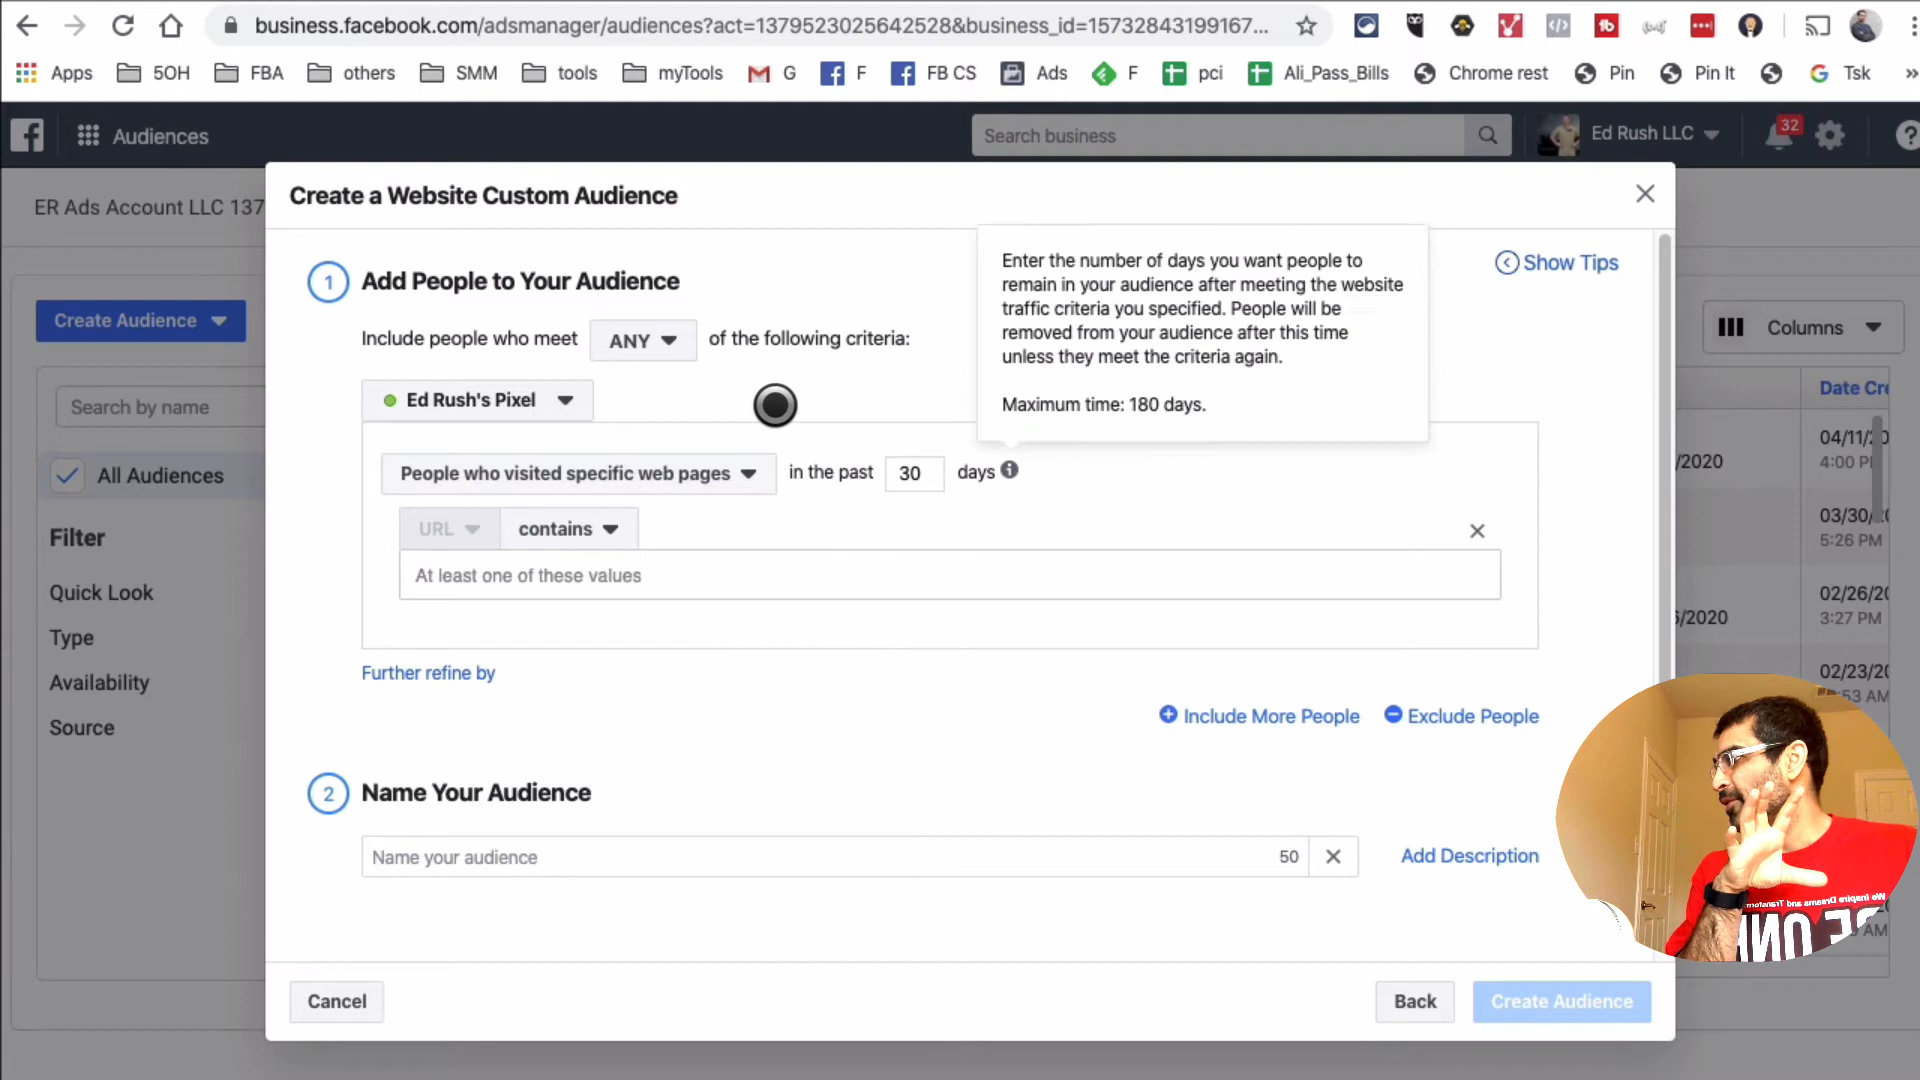 business.facebook.com/adsmanager/audiences?act=1379523025642528&business_id=15732843199167...
Apps 5OH FBA others SMM tools myTools G F FB CS Ads F pci Ali_Pass_Bills Chrome rest Pin Pin It Tsk »
Audiences Search business Ed Rush LLC 32
ER Ads Account LLC 137
Create a Website Custom Audience
Show Tips
1 Add People to Your Audience
Include people who meet ANY of the following criteria:
Enter the number of days you want people to
remain in your audience after meeting the website
traffic criteria you specified. People will be
removed from your audience after this time
unless they meet the criteria again.
Maximum time: 180 days.
Create Audience
Columns
Search by name
Ed Rush's Pixel
Date Cr
All Audiences
People who visited specific web pages in the past 30 days
URL contains
At least one of these values
/2020
04/11/
4:00 P
03/30/
5:26 PM
02/26/20
3:27 PM
/2020
02/23/20
:53 AM
AM
Filter
Quick Look
Type
Availability
Source
Further refine by
Include More People Exclude People
2 Name Your Audience
Name your audience 50 Add Description
We Inspire Dreams and Transform
Cancel Back Create Audience